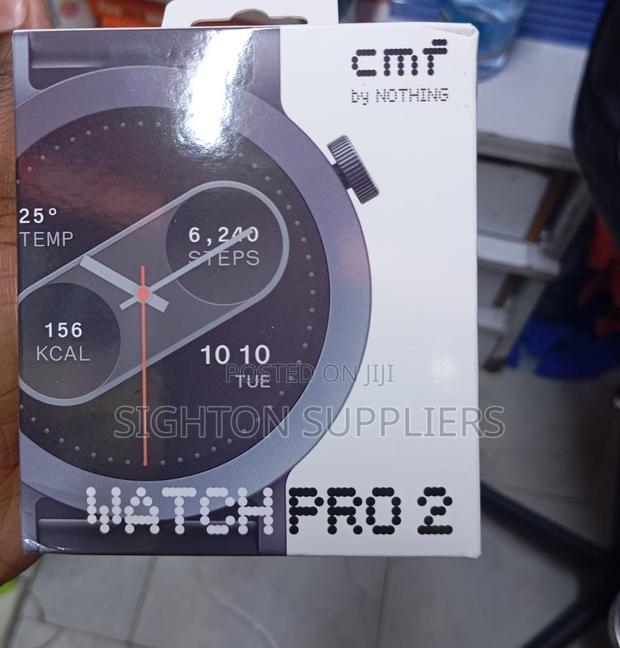 cmf
by NOTHING
25°
TEMP
6,240
STEPS
156
KCAL
10 10
TUE
POSTED ON JIJI
SIGHTON SUPPLIERS
WATCH PRO 2